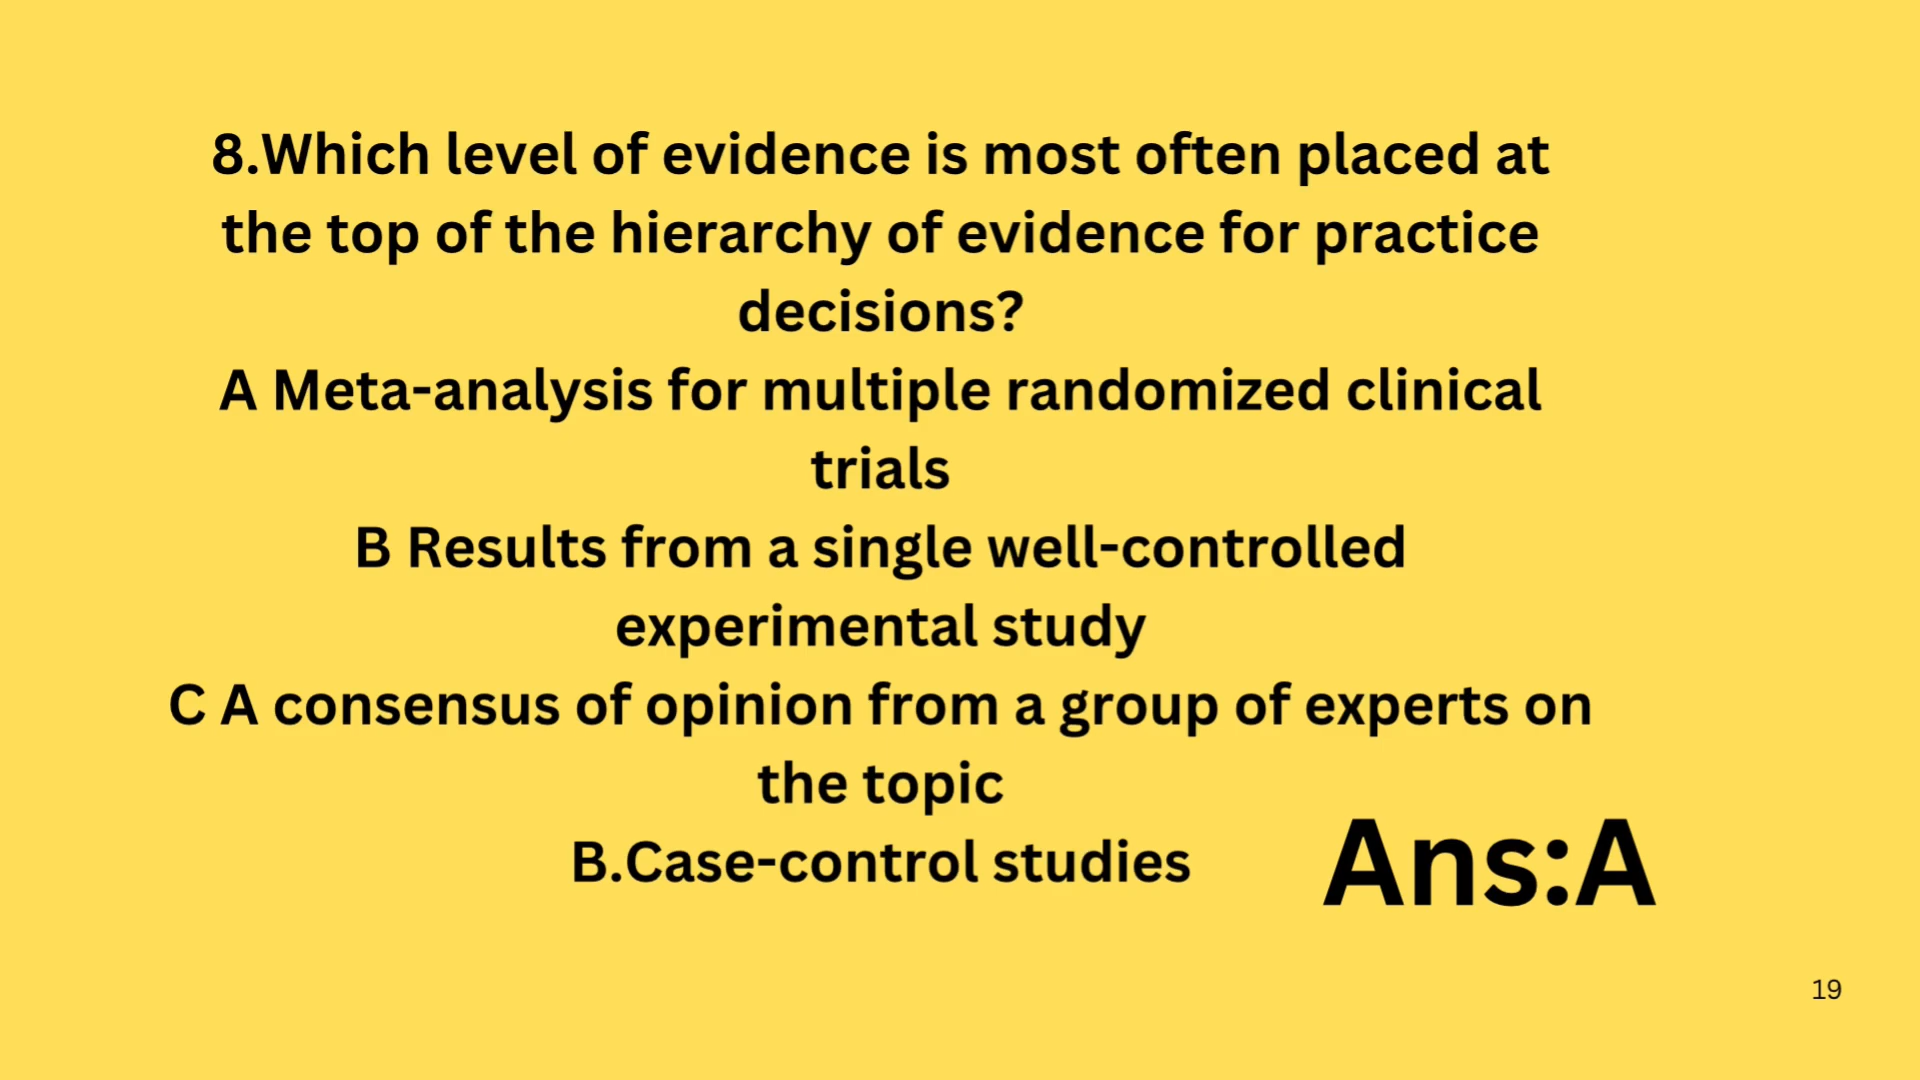 8.Which level of evidence is most often placed at
the top of the hierarchy of evidence for practice
decisions?
A Meta-analysis for multiple randomized clinical
trials
B Results from a single well-controlled
experimental study
C A consensus of opinion from a group of experts on
the topic
B.Case-control studies
Ans:A
19